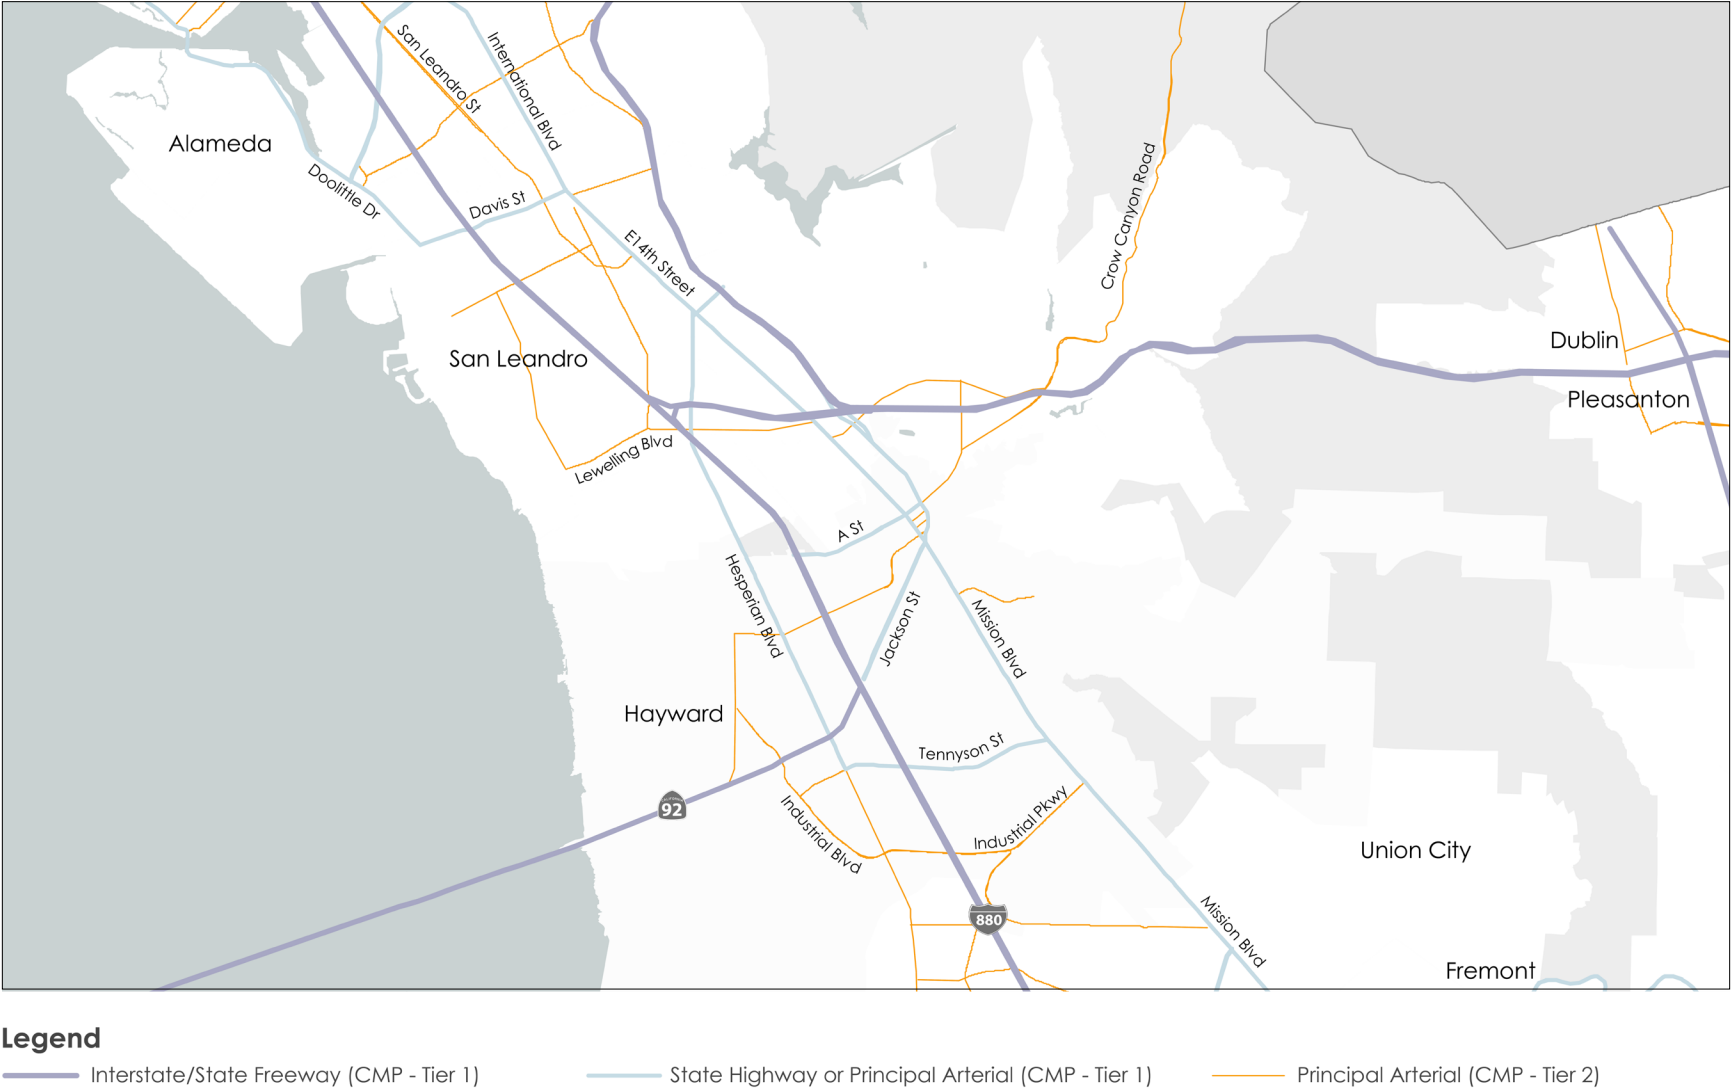 San Leandro St
International Blvd
Alameda
Doolittle Dr
Davis St
Crow Canyon Road
E14th Street
San Leandro
Dublin
Pleasanton
Lewelling Blvd
A St
Hesperian Blvd
Jackson St
Mission Blvd
Hayward
Tennyson St
92
Industrial Blvd
Industrial Pkwy
Union City
880
Mission Blvd
Fremont
Legend
Interstate/State Freeway (CMP - Tier 1)
State Highway or Principal Arterial (CMP - Tier 1)
Principal Arterial (CMP - Tier 2)